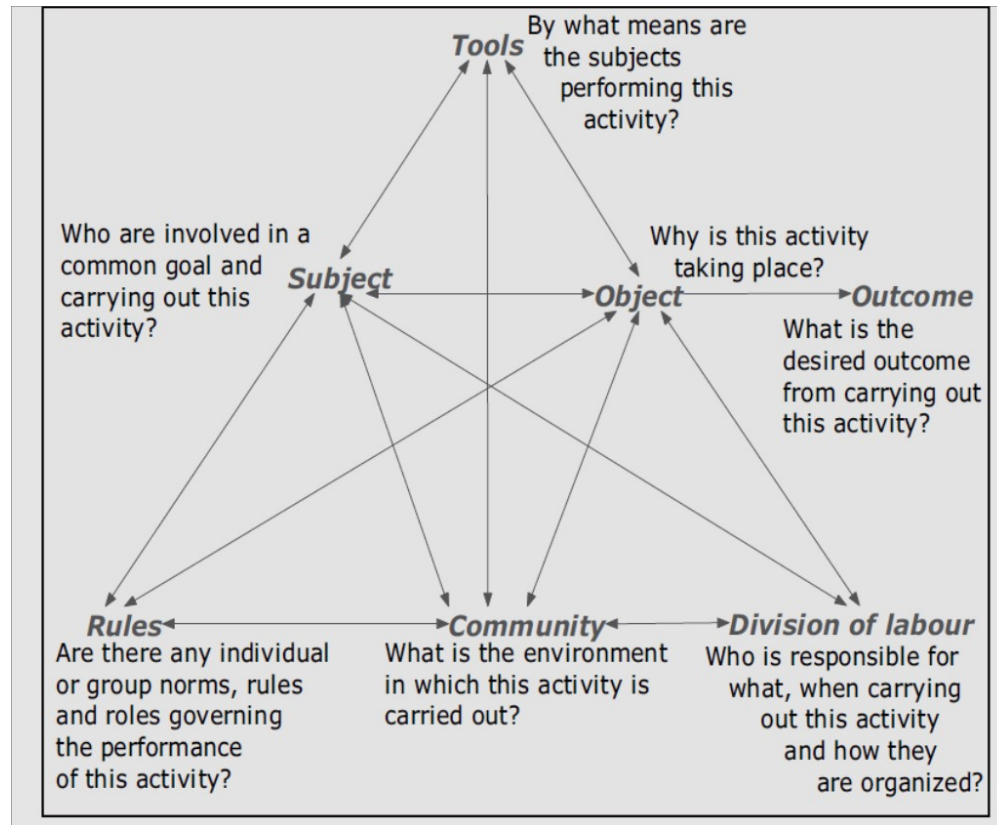 Tools
By what means are
the subjects
performing this
activity?
Who are involved in a
common goal and
carrying out this
activity?
Subject
Why is this activity
taking place?
Object
Outcome
What is the
desired outcome
from carrying out
this activity?
Rules
Are there any individual
or group norms, rules
and roles governing
the performance
of this activity?
Community
What is the environment
in which this activity is
carried out?
Division of labour
Who is responsible for
what, when carrying
out this activity
and how they
are organized?